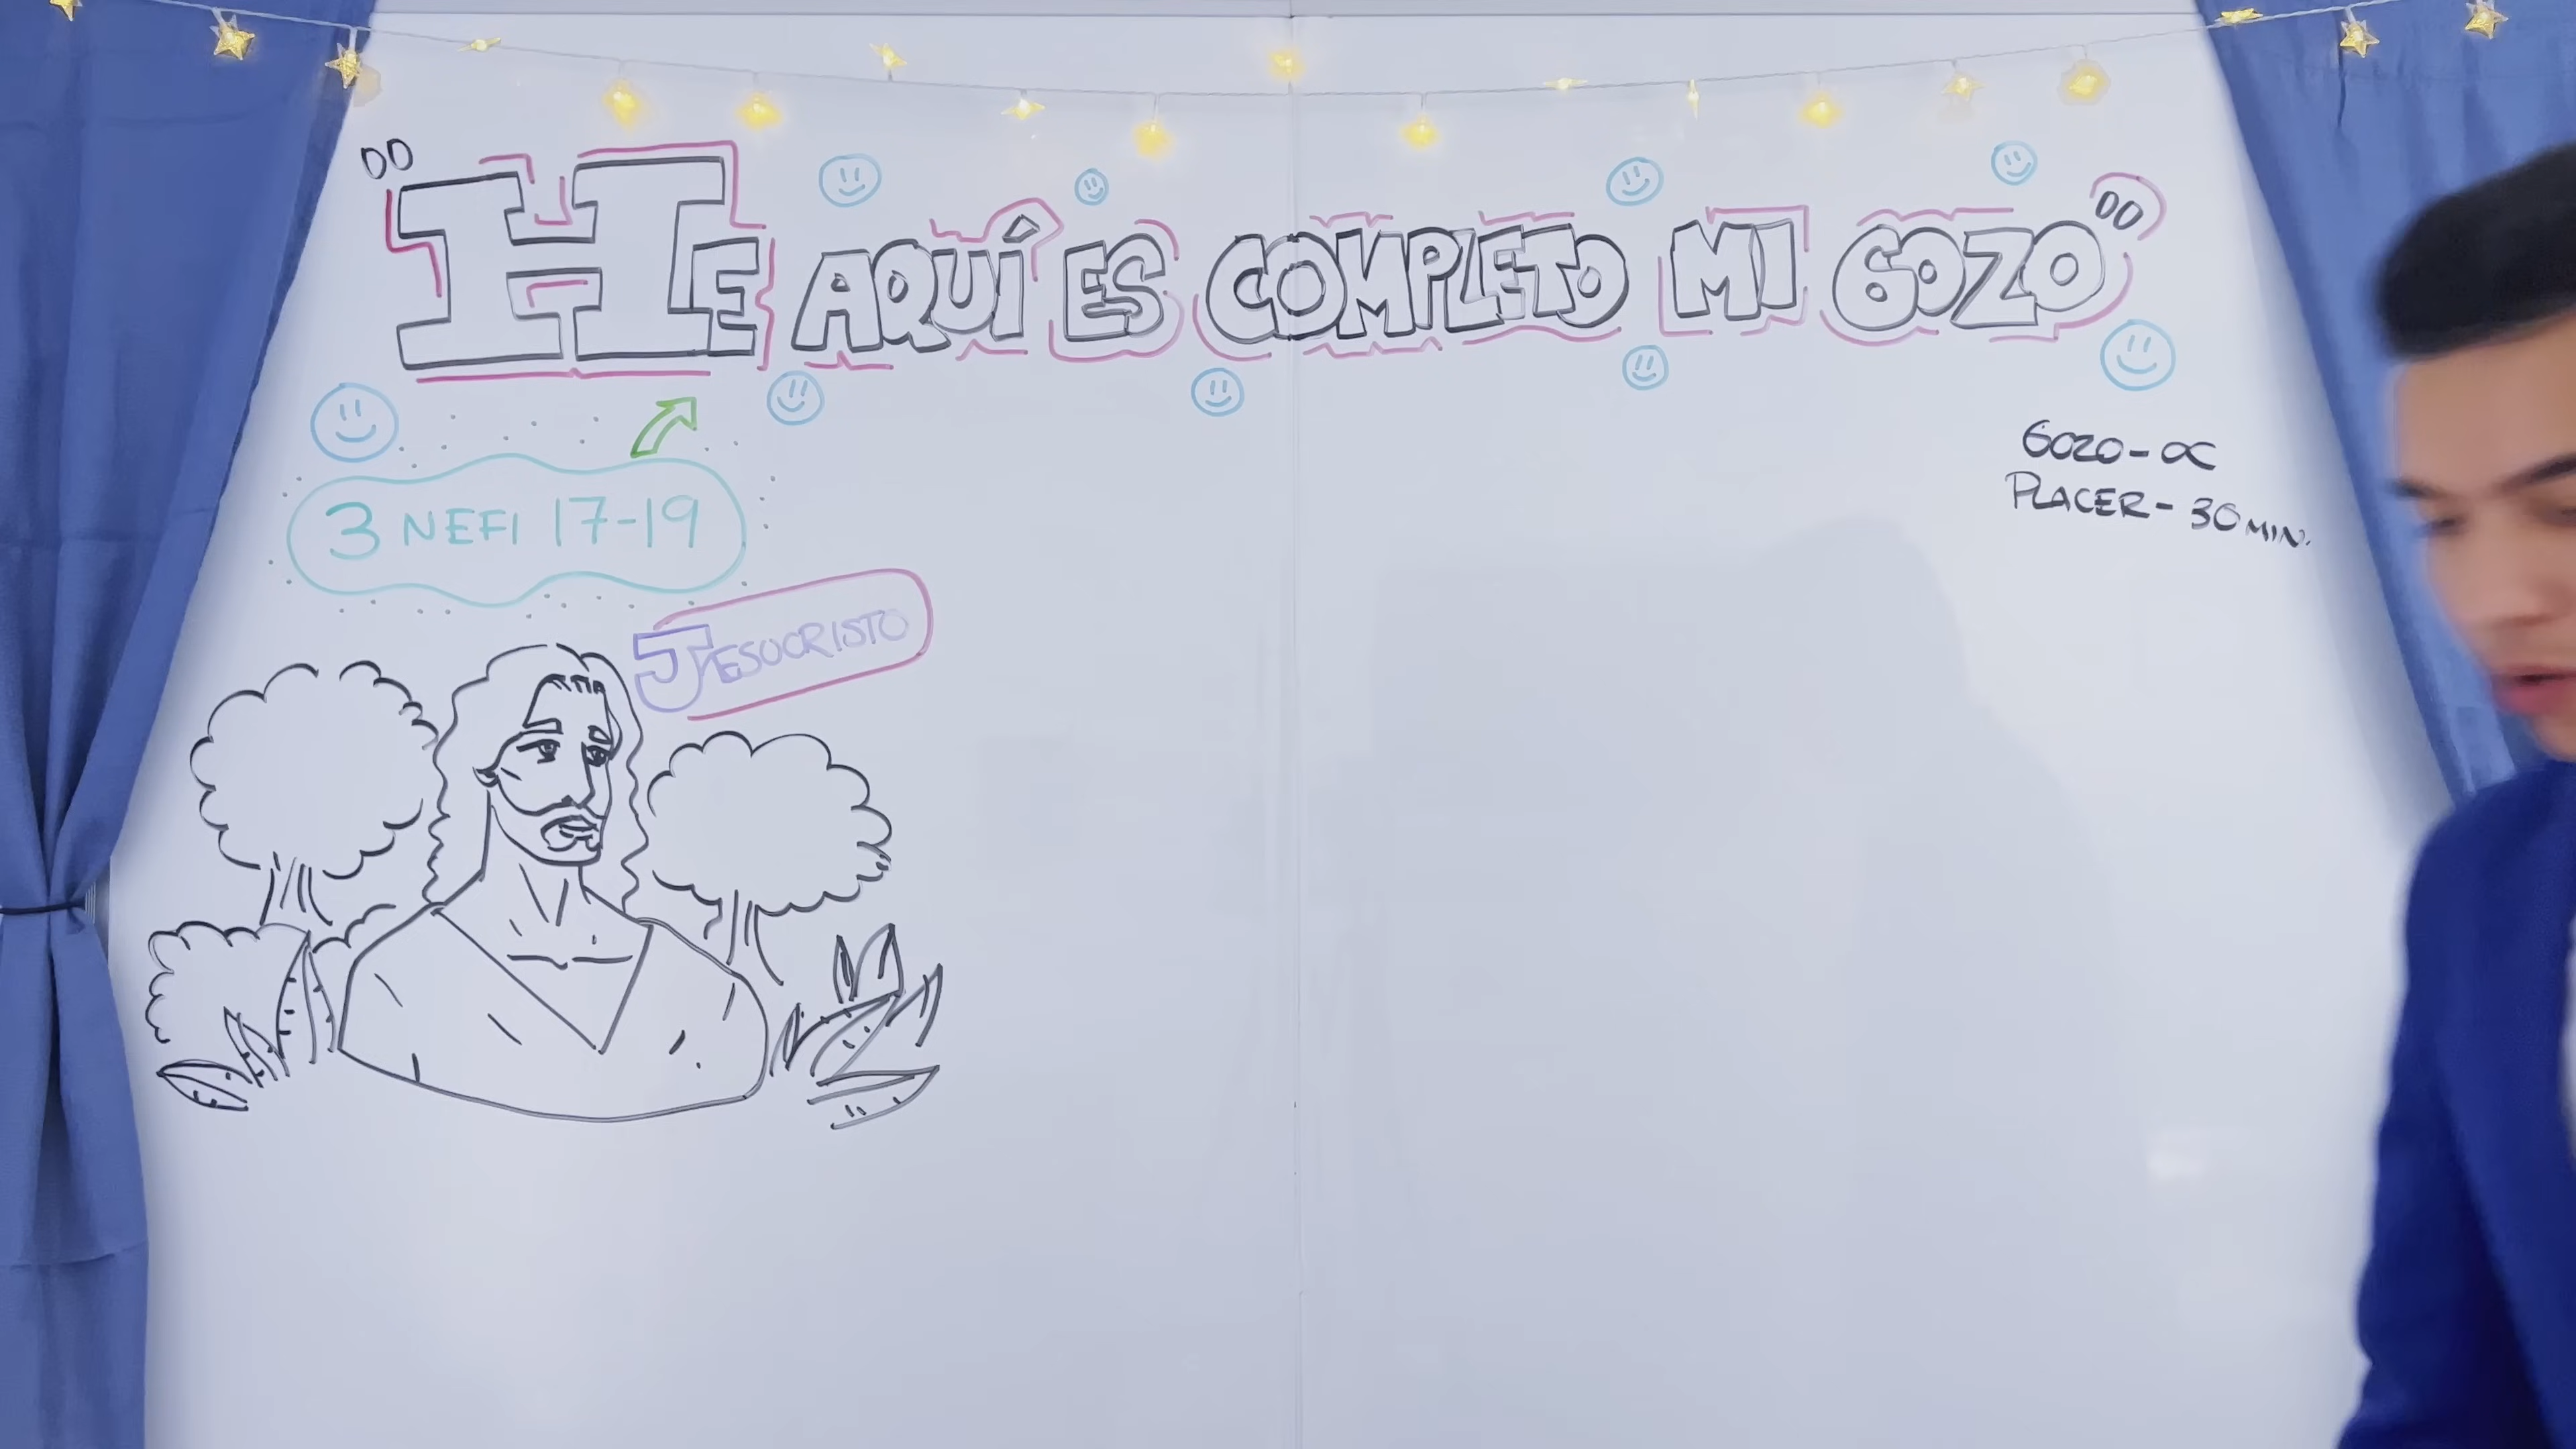 "HE AQUÍ ES COMPLETO MI GOZO"
3 NEFI 17-19
JESUCRISTO
GOZO - ∝
PLACER - 30 MIN.